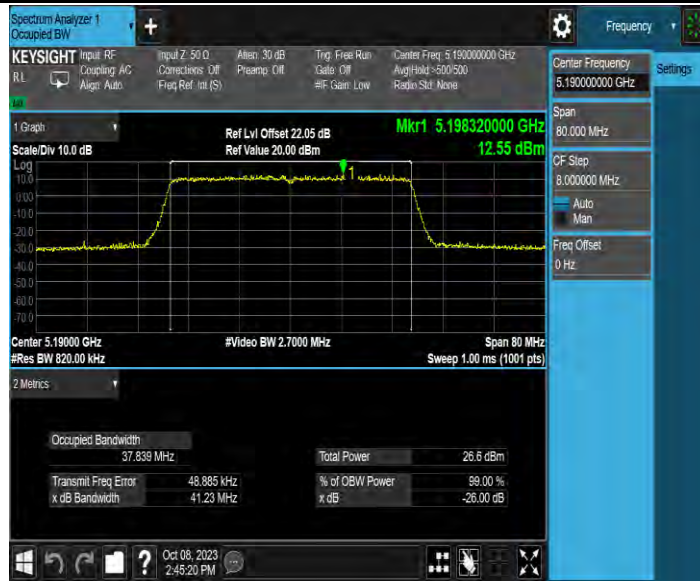 Spectrum Analyzer 1
Occupied BW
Frequency
KEYSIGHT
RL
Input: RF
Coupling: AC
Align: Auto
Input Z: 50 Ω
Corrections: Off
Freq Ref: Int (S)
Atten: 30 dB
Preamp: Off
Trig: Free Run
Gate: Off
#IF Gain: Low
Center Freq: 5.190000000 GHz
Avg|Hold:>500/500
Radio Std: None
Center Frequency
5.190000000 GHz
Settings
Span
80.000 MHz
CF Step
8.000000 MHz
Auto
Man
Freq Offset
0 Hz
1 Graph
Scale/Div 10.0 dB
Ref Lvl Offset 22.05 dB
Ref Value 20.00 dBm
Mkr1 5.198320000 GHz
12.55 dBm
Log
10.0
0.00
-10.0
-20.0
-30.0
-40.0
-50.0
-60.0
-70.0
1
Center 5.19000 GHz
#Res BW 820.00 kHz
#Video BW 2.7000 MHz
Span 80 MHz
Sweep 1.00 ms (1001 pts)
2 Metrics
Occupied Bandwidth
37.839 MHz
Total Power 26.6 dBm
Transmit Freq Error 48.885 kHz
% of OBW Power 99.00 %
x dB Bandwidth 41.23 MHz
x dB -26.00 dB
?
Oct 08, 2023
2:45:20 PM